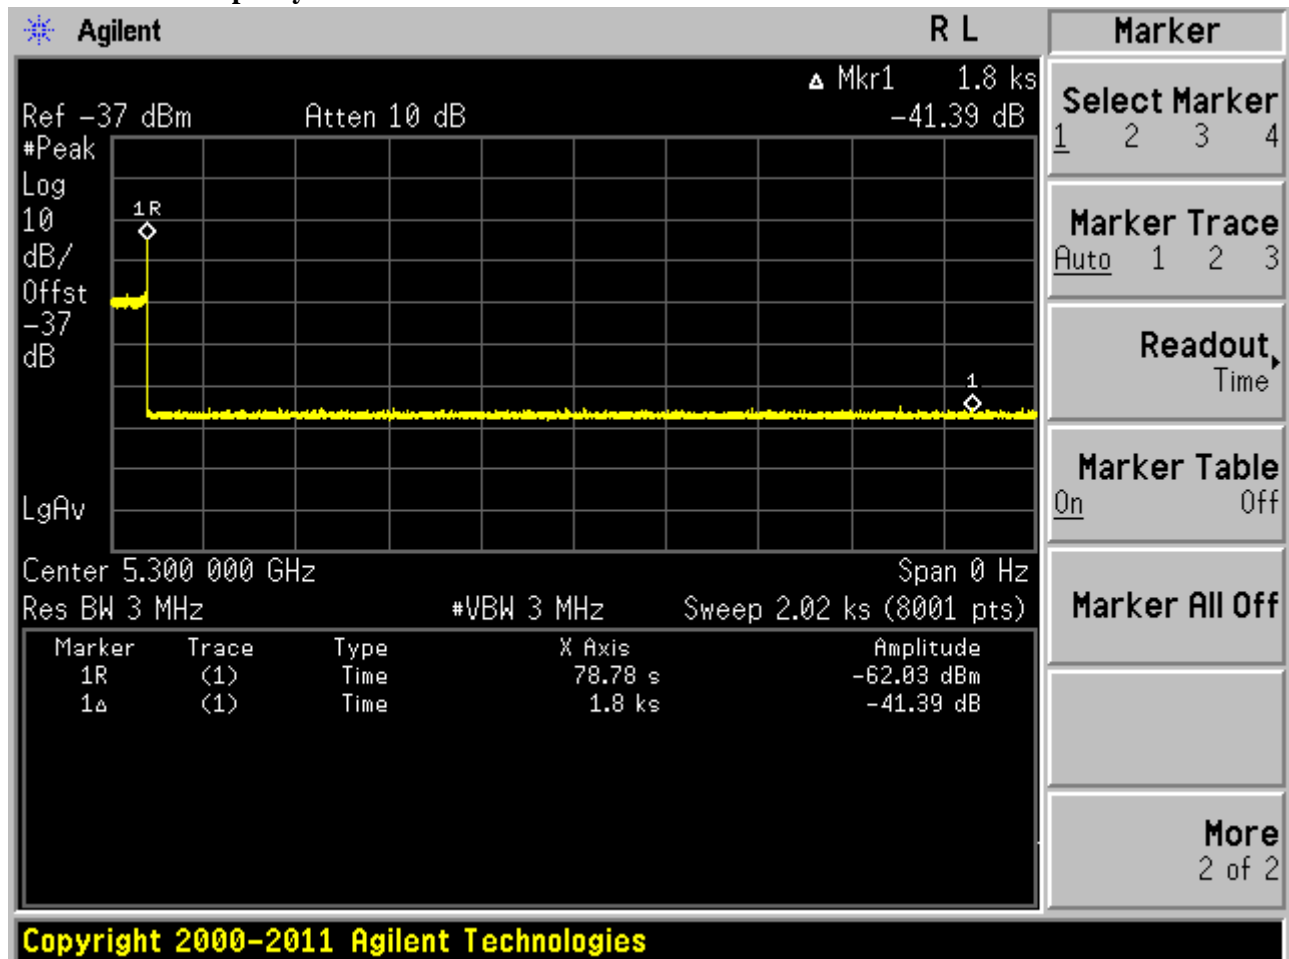 Agilent R L
Marker
Δ Mkr1 1.8 ks
Ref -37 dBm Atten 10 dB -41.39 dB
#Peak
Log
10
dB/
Offst
-37
dB
1R
1
LgAv
Center 5.300 000 GHz Span 0 Hz
Res BW 3 MHz #VBW 3 MHz Sweep 2.02 ks (8001 pts)
Marker Trace Type X Axis Amplitude
1R (1) Time 78.78 s -62.03 dBm
1Δ (1) Time 1.8 ks -41.39 dB
Select Marker
1 2 3 4
Marker Trace
Auto 1 2 3
Readout
Time
Marker Table
On Off
Marker All Off
More
2 of 2
Copyright 2000-2011 Agilent Technologies